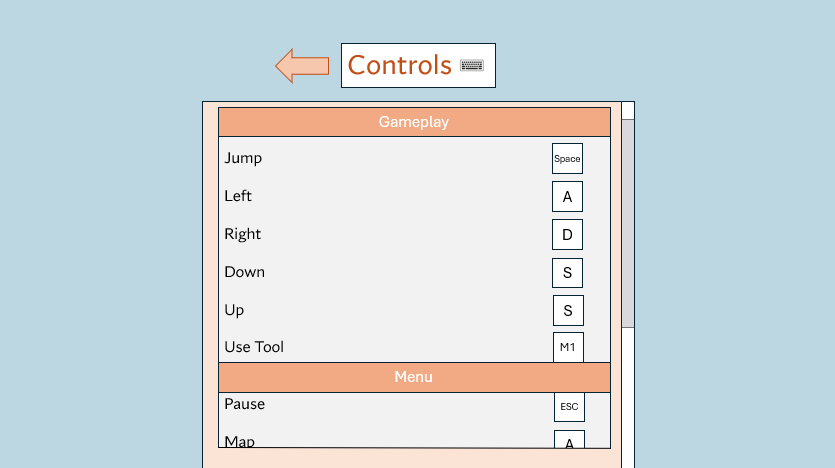 Controls
Gameplay
Jump Space
Left A
Right D
Down S
Up S
Use Tool M1
Menu
Pause ESC
Map A